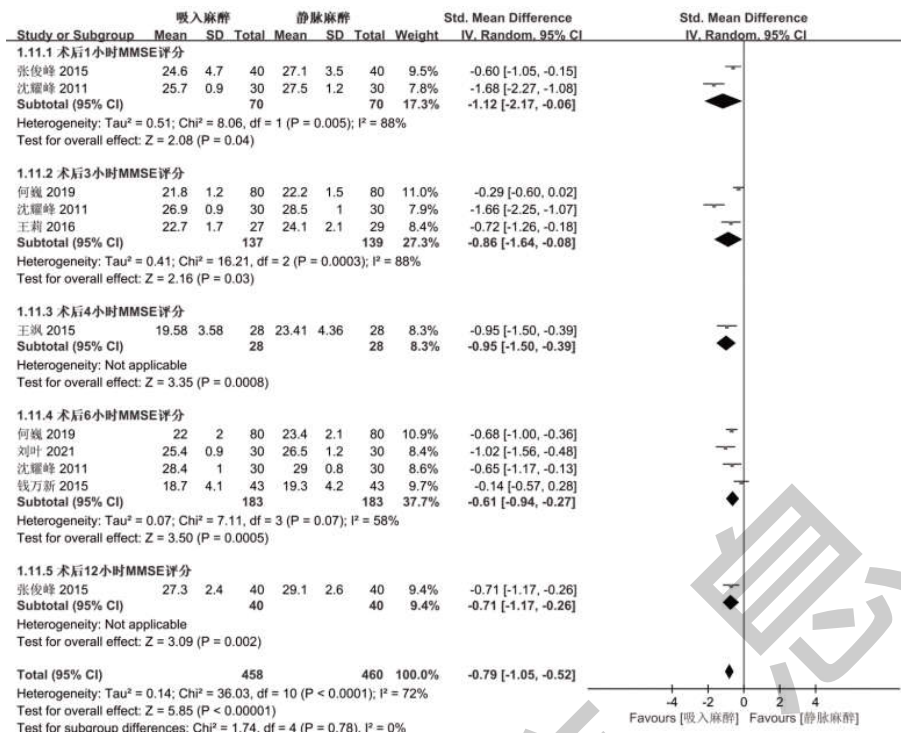 吸入麻醉 静脉麻醉 Std. Mean Difference Std. Mean Difference
Study or Subgroup Mean SD Total Mean SD Total Weight IV, Random, 95% CI IV, Random, 95% CI
1.11.1 术后1小时MMSE评分
张俊峰 2015 24.6 4.7 40 27.1 3.5 40 9.5% -0.60 [-1.05, -0.15]
沈耀峰 2011 25.7 0.9 30 27.5 1.2 30 7.8% -1.68 [-2.27, -1.08]
Subtotal (95% CI) 70 70 17.3% -1.12 [-2.17, -0.06]
Heterogeneity: Tau² = 0.51; Chi² = 8.06, df = 1 (P = 0.005); I² = 88%
Test for overall effect: Z = 2.08 (P = 0.04)
1.11.2 术后3小时MMSE评分
何巍 2019 21.8 1.2 80 22.2 1.5 80 11.0% -0.29 [-0.60, 0.02]
沈耀峰 2011 26.9 0.9 30 28.5 1 30 7.9% -1.66 [-2.25, -1.07]
王莉 2016 22.7 1.7 27 24.1 2.1 29 8.4% -0.72 [-1.26, -0.18]
Subtotal (95% CI) 137 139 27.3% -0.86 [-1.64, -0.08]
Heterogeneity: Tau² = 0.41; Chi² = 16.21, df = 2 (P = 0.0003); I² = 88%
Test for overall effect: Z = 2.16 (P = 0.03)
1.11.3 术后4小时MMSE评分
王飒 2015 19.58 3.58 28 23.41 4.36 28 8.3% -0.95 [-1.50, -0.39]
Subtotal (95% CI) 28 28 8.3% -0.95 [-1.50, -0.39]
Heterogeneity: Not applicable
Test for overall effect: Z = 3.35 (P = 0.0008)
1.11.4 术后6小时MMSE评分
何巍 2019 22 2 80 23.4 2.1 80 10.9% -0.68 [-1.00, -0.36]
刘叶 2021 25.4 0.9 30 26.5 1.2 30 8.4% -1.02 [-1.56, -0.48]
沈耀峰 2011 28.4 1 30 29 0.8 30 8.6% -0.65 [-1.17, -0.13]
钱万新 2015 18.7 4.1 43 19.3 4.2 43 9.7% -0.14 [-0.57, 0.28]
Subtotal (95% CI) 183 183 37.7% -0.61 [-0.94, -0.27]
Heterogeneity: Tau² = 0.07; Chi² = 7.11, df = 3 (P = 0.07); I² = 58%
Test for overall effect: Z = 3.50 (P = 0.0005)
1.11.5 术后12小时MMSE评分
张俊峰 2015 27.3 2.4 40 29.1 2.6 40 9.4% -0.71 [-1.17, -0.26]
Subtotal (95% CI) 40 40 9.4% -0.71 [-1.17, -0.26]
Heterogeneity: Not applicable
Test for overall effect: Z = 3.09 (P = 0.002)
Total (95% CI) 458 460 100.0% -0.79 [-1.05, -0.52]
Heterogeneity: Tau² = 0.14; Chi² = 36.03, df = 10 (P < 0.0001); I² = 72%
Test for overall effect: Z = 5.85 (P < 0.00001)
Test for subgroup differences: Chi² = 1.74, df = 4 (P = 0.78), I² = 0%
-4 -2 0 2 4
Favours [吸入麻醉] Favours [静脉麻醉]